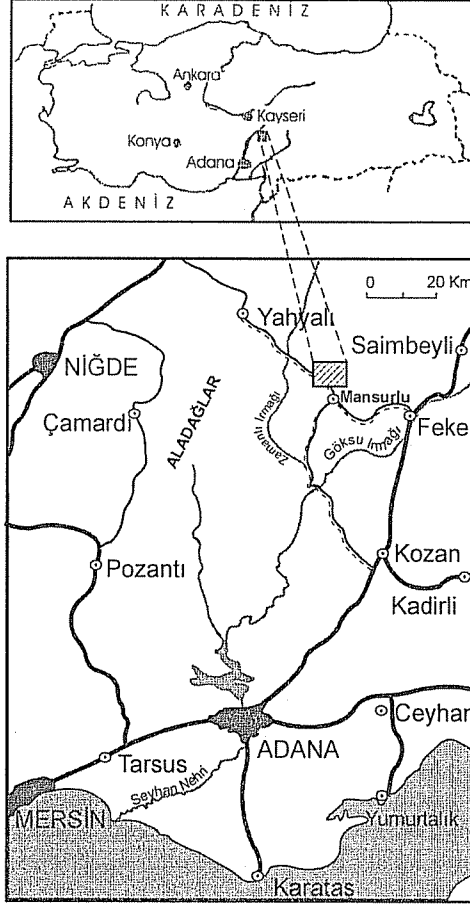 KARADENİZ
Ankara
Kayseri
Konya
Adana
AKDENİZ
0 20 Km
Yahyalı
Saimbeyli
NİĞDE
Mansurlu
Çamardi
ALADAĞLAR
Zamantı Irmağı
Göksu Irmağı
Feke
Pozantı
Kozan
Kadirli
Ceyhan
ADANA
Tarsus
Seyhan Nehri
MERSİN
Yumurtalık
Karataş